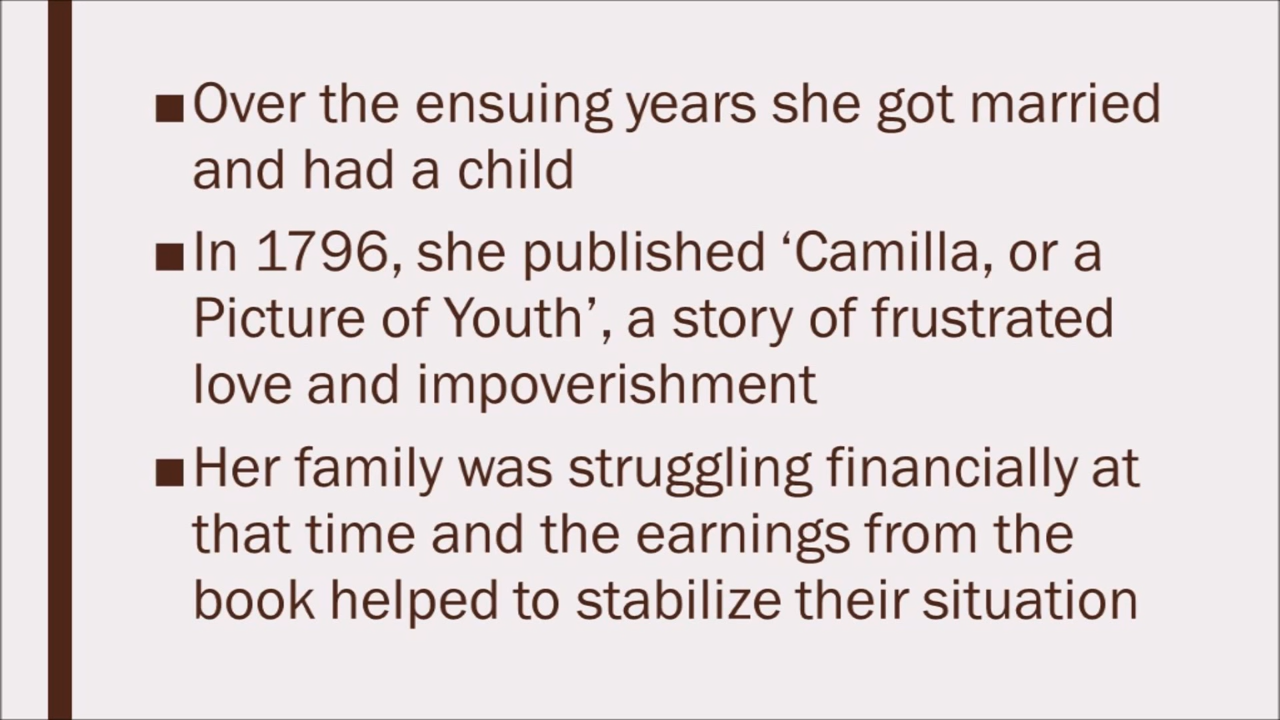 ■Over the ensuing years she got married
and had a child
■In 1796, she published ‘Camilla, or a
Picture of Youth’, a story of frustrated
love and impoverishment
■Her family was struggling financially at
that time and the earnings from the
book helped to stabilize their situation